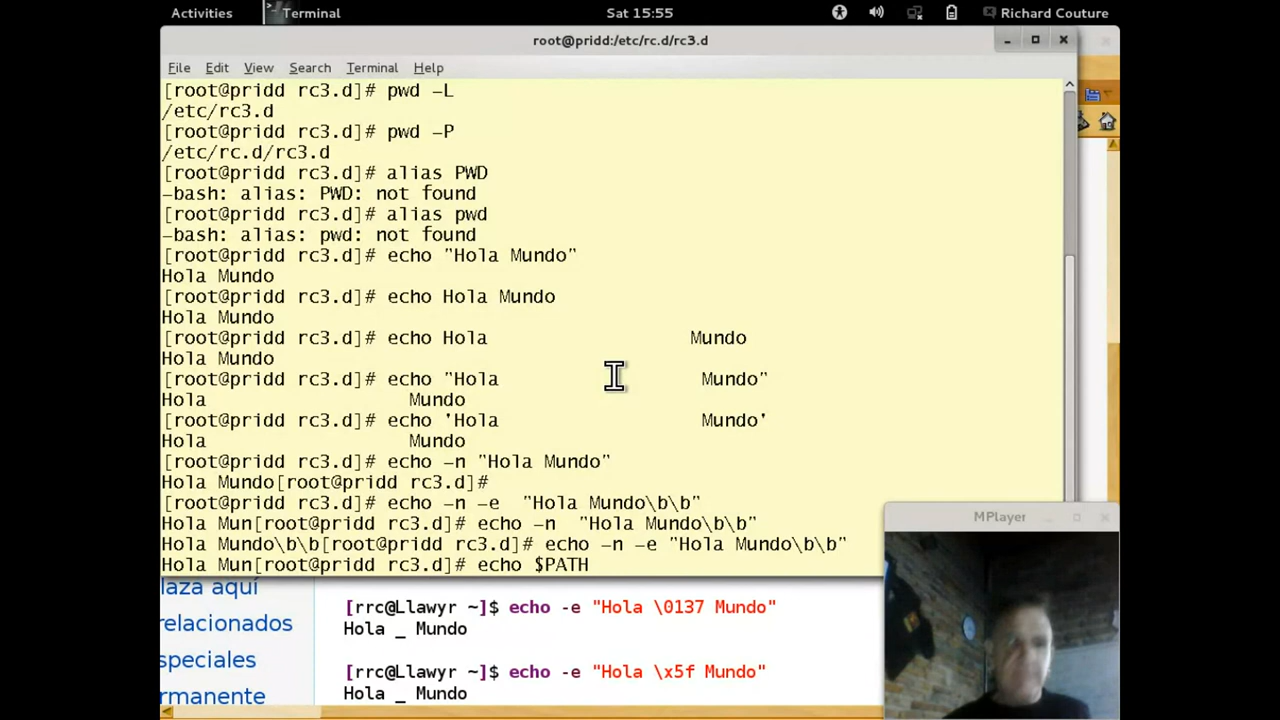 Activities
Terminal
Sat 15:55
Richard Couture
root@pridd:/etc/rc.d/rc3.d
File Edit View Search Terminal Help
[root@pridd rc3.d]# pwd -L
/etc/rc3.d
[root@pridd rc3.d]# pwd -P
/etc/rc.d/rc3.d
[root@pridd rc3.d]# alias PWD
-bash: alias: PWD: not found
[root@pridd rc3.d]# alias pwd
-bash: alias: pwd: not found
[root@pridd rc3.d]# echo "Hola Mundo"
Hola Mundo
[root@pridd rc3.d]# echo Hola Mundo
Hola Mundo
[root@pridd rc3.d]# echo Hola                  Mundo
Hola Mundo
[root@pridd rc3.d]# echo "Hola                  Mundo"
Hola                  Mundo
[root@pridd rc3.d]# echo 'Hola                  Mundo'
Hola                  Mundo
[root@pridd rc3.d]# echo -n "Hola Mundo"
Hola Mundo[root@pridd rc3.d]#
[root@pridd rc3.d]# echo -n -e  "Hola Mundo\b\b"
Hola Mun[root@pridd rc3.d]# echo -n  "Hola Mundo\b\b"
Hola Mundo\b\b[root@pridd rc3.d]# echo -n -e "Hola Mundo\b\b"
Hola Mun[root@pridd rc3.d]# echo $PATH
MPlayer
laza aquí
relacionados
speciales
rmanente
[rrc@Llawyr ~]$ echo -e "Hola \0137 Mundo"
Hola _ Mundo
[rrc@Llawyr ~]$ echo -e "Hola \x5f Mundo"
Hola _ Mundo